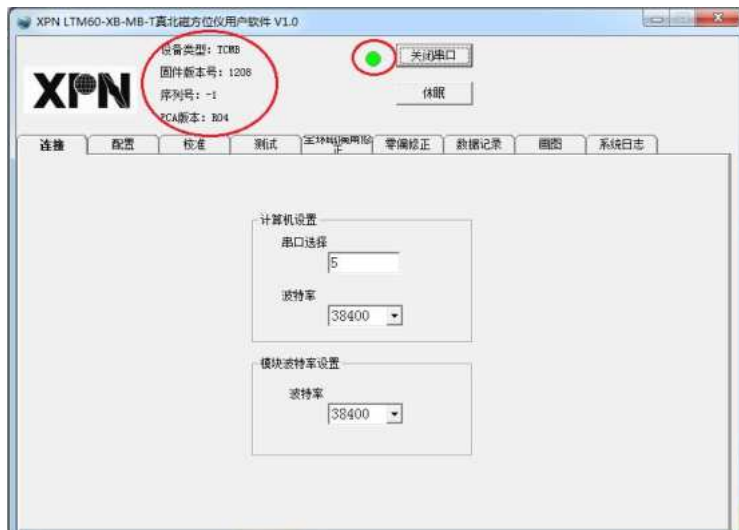 XPN LTM60-XB-MB-T真北磁方位仪用户软件 V1.0
设备类型: TCMB
固件版本号: 1208
序列号: -1
PCA版本: R04
XPN
关闭串口
休眠
连接
配置
校准
测试
零偏修正
数据记录
画图
系统日志
计算机设置
串口选择
5
波特率
38400
模块波特率设置
波特率
38400